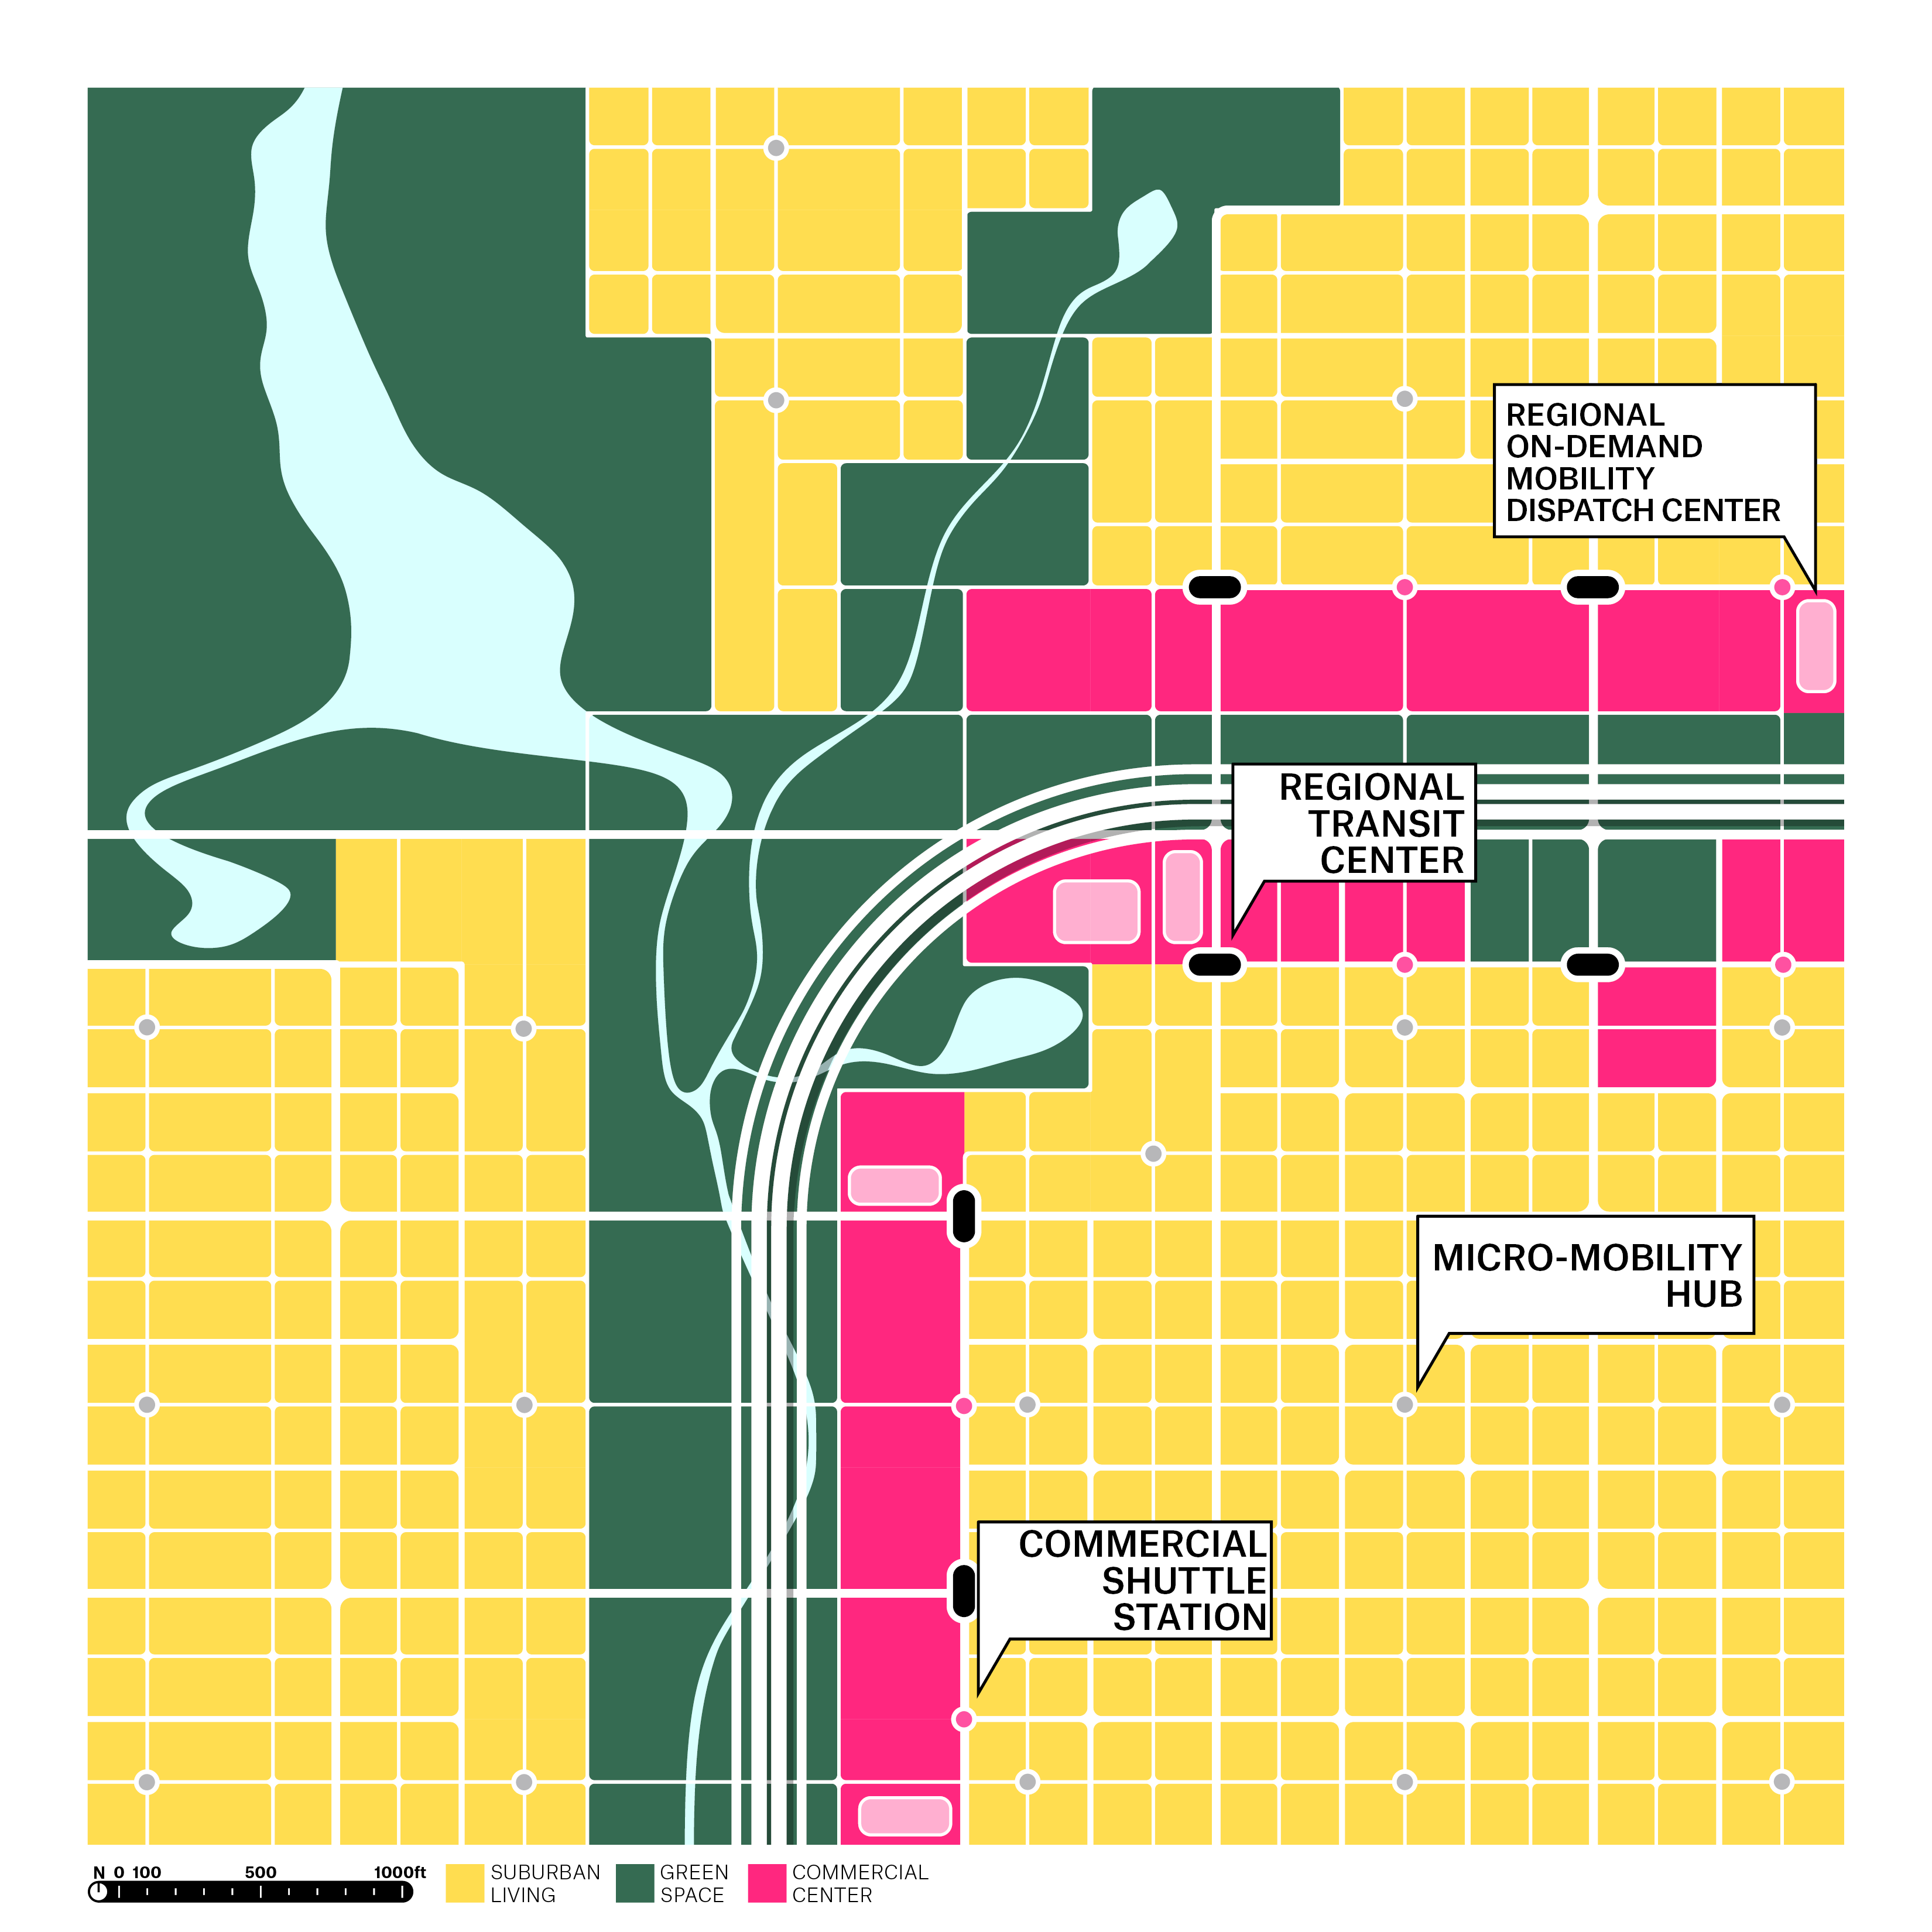 REGIONAL
ON-DEMAND
MOBILITY
DISPATCH CENTER
REGIONAL
TRANSIT
CENTER
MICRO-MOBILITY
HUB
COMMERCIAL
SHUTTLE
STATION
N 0 100 500 1000ft
SUBURBAN
LIVING
GREEN
SPACE
COMMERCIAL
CENTER